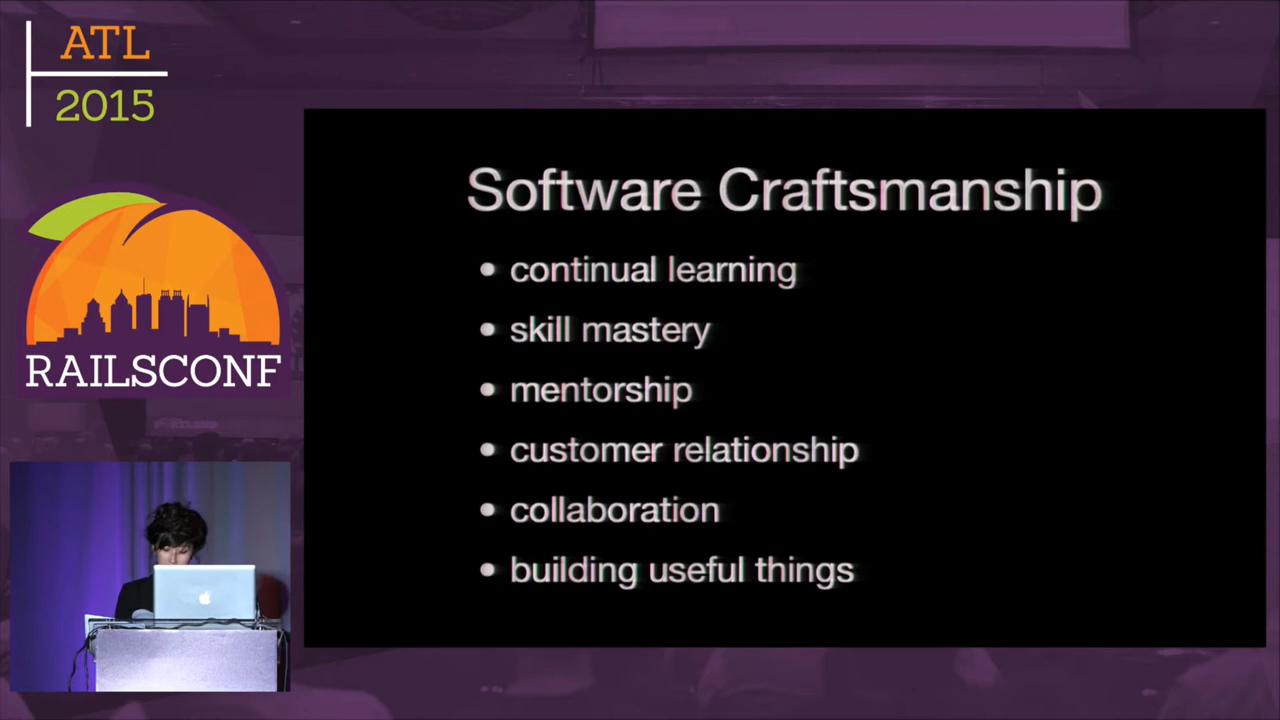 ATL
2015
RAILSCONF
Software Craftsmanship
• continual learning
• skill mastery
• mentorship
• customer relationship
• collaboration
• building useful things